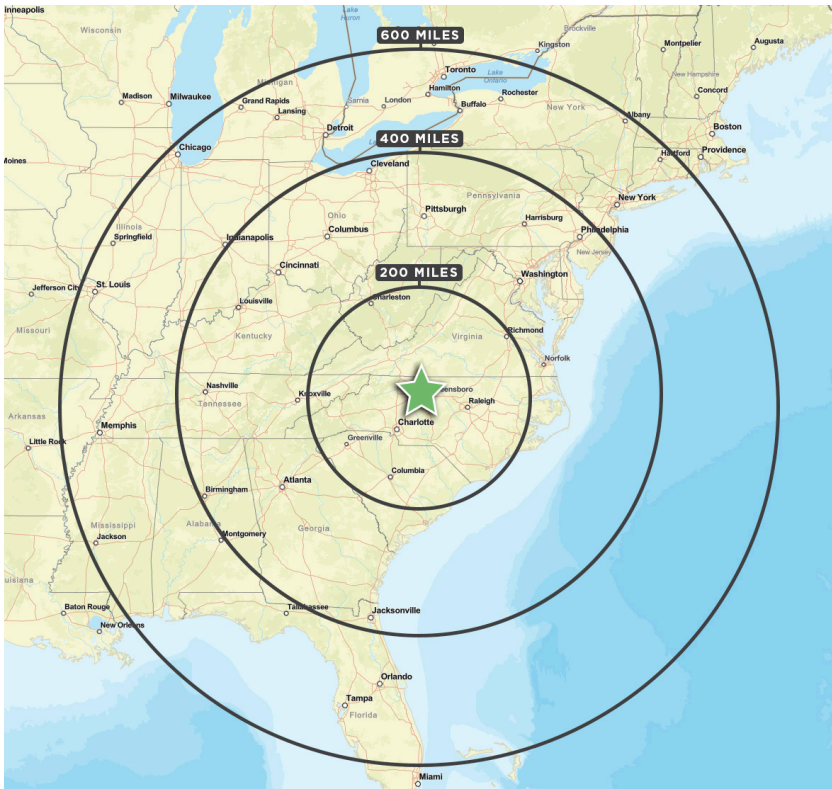 inneapolis
Lake
Huron
Brockville
Montpelier
Augusta
Wisconsin
600 MILES
Kingston
Toronto
Lake
Ontario
New Hampshire
Michigan
Madison
Milwaukee
Grand Rapids
Sarnia
London
Hamilton
Rochester
Concord
Lansing
Buffalo
New York
Albany
Boston
Detroit
400 MILES
Chicago
Hartford
Providence
Moines
Cleveland
Pennsylvania
New York
Illinois
Ohio
Pittsburgh
Harrisburg
Springfield
Indianapolis
Columbus
Philadelphia
New Jersey
Cincinnati
200 MILES
Washington
Jefferson City
St. Louis
Louisville
Charleston
Missouri
Kentucky
Virginia
Richmond
Norfolk
Nashville
Knoxville
eensboro
Tennessee
Raleigh
Arkansas
Memphis
Charlotte
Little Rock
Greenville
Columbia
Atlanta
Birmingham
Mississippi
Alabama
Georgia
Jackson
Montgomery
uisiana
Baton Rouge
Tallahassee
Jacksonville
New Orleans
Orlando
Tampa
Florida
Miami